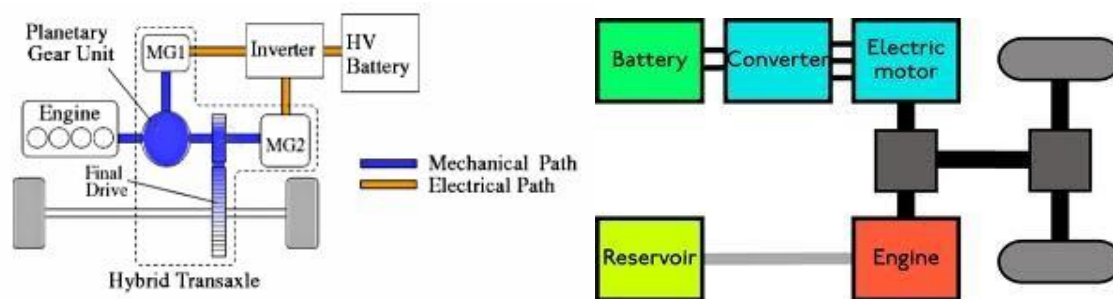 Planetary
Gear Unit
MG1
Inverter
HV
Battery
Engine
MG2
Final
Drive
Mechanical Path
Electrical Path
Hybrid Transaxle
Battery
Converter
Electric
motor
Reservoir
Engine